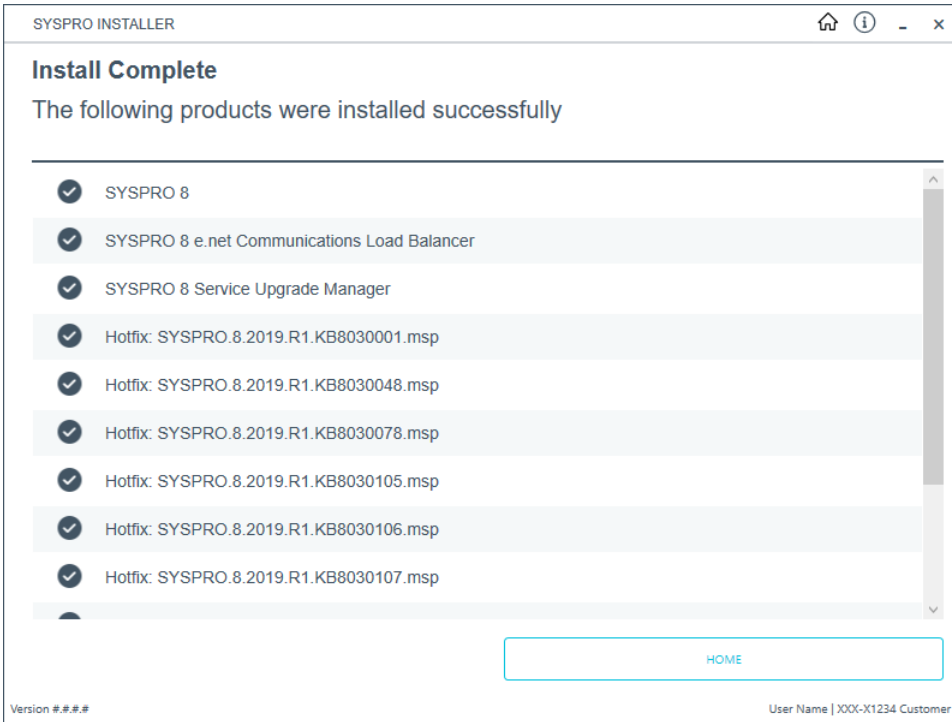 SYSPRO INSTALLER
Install Complete
The following products were installed successfully
SYSPRO 8
SYSPRO 8 e.net Communications Load Balancer
SYSPRO 8 Service Upgrade Manager
Hotfix: SYSPRO.8.2019.R1.KB8030001.msp
Hotfix: SYSPRO.8.2019.R1.KB8030048.msp
Hotfix: SYSPRO.8.2019.R1.KB8030078.msp
Hotfix: SYSPRO.8.2019.R1.KB8030105.msp
Hotfix: SYSPRO.8.2019.R1.KB8030106.msp
Hotfix: SYSPRO.8.2019.R1.KB8030107.msp
HOME
Version #.#.#.#
User Name | XXX-X1234 Customer